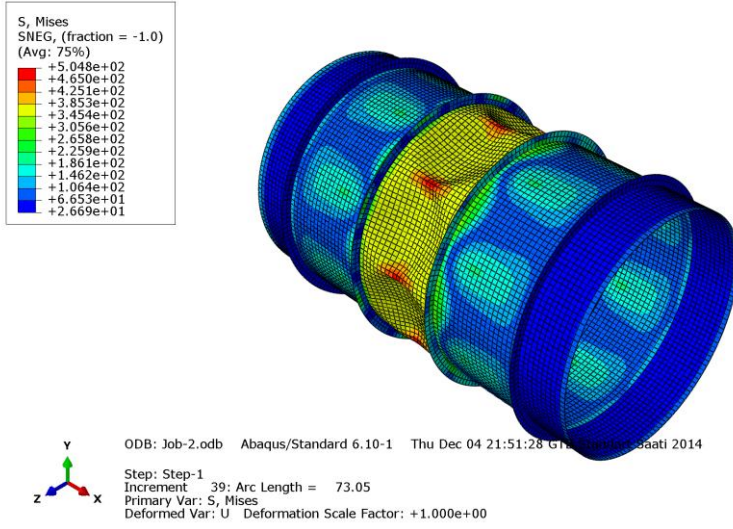 S, Mises
SNEG, (fraction = -1.0)
(Avg: 75%)
+5.048e+02
+4.650e+02
+4.251e+02
+3.853e+02
+3.454e+02
+3.056e+02
+2.658e+02
+2.259e+02
+1.861e+02
+1.462e+02
+1.064e+02
+6.653e+01
+2.669e+01
Y
Z X
ODB: Job-2.odb Abaqus/Standard 6.10-1 Thu Dec 04 21:51:28 Saati 2014
Step: Step-1
Increment 39: Arc Length = 73.05
Primary Var: S, Mises
Deformed Var: U Deformation Scale Factor: +1.000e+00